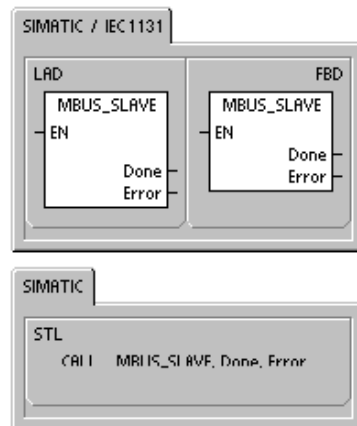 SIMATIC / IEC1131
LAD
FBD
MBUS_SLAVE
MBUS_SLAVE
EN
EN
Done
Done
Error
Error
SIMATIC
STL
CALL MBUS_SLAVE, Done, Error